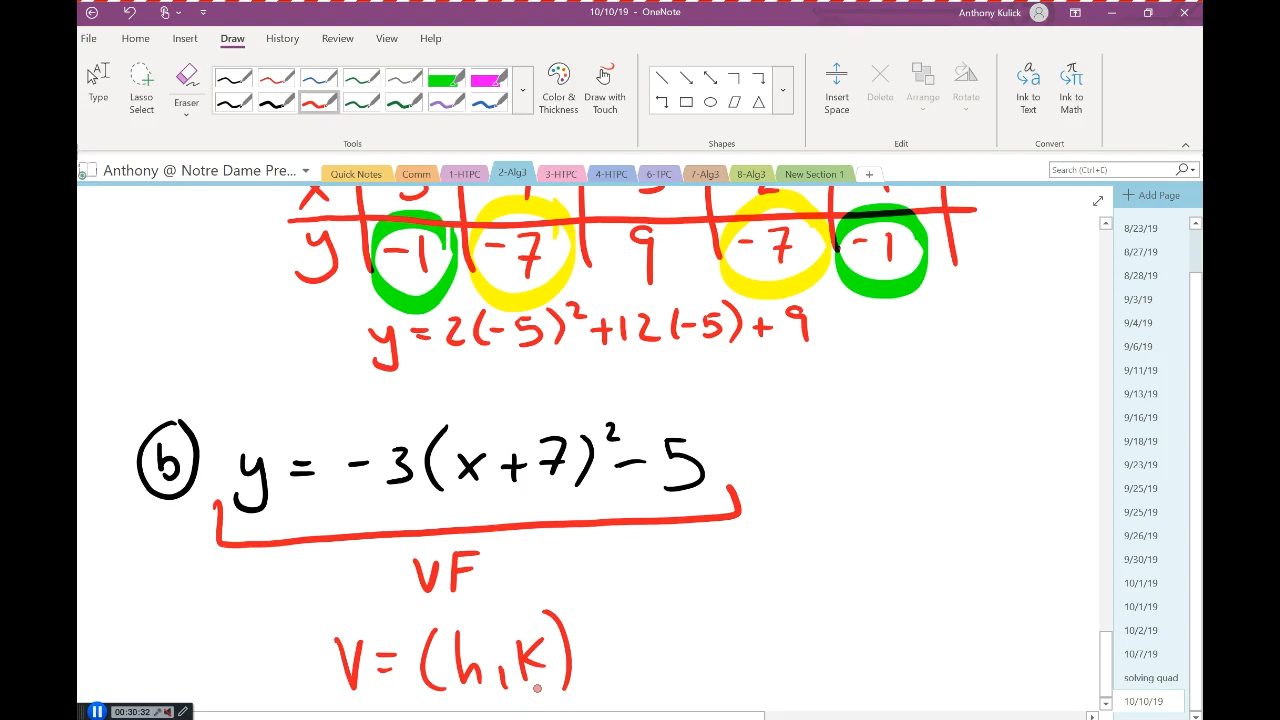 10/10/19 - OneNote
Anthony Kulick
File Home Insert Draw History Review View Help
Type
Lasso Select
Eraser
Color & Thickness
Draw with Touch
Insert Space
Delete
Arrange
Rotate
Ink to Text
Ink to Math
Tools Shapes Edit Convert
Anthony @ Notre Dame Pre...
Quick Notes Comm 1-HTPC 2-Alg3 3-HTPC 4-HTPC 6-TPC 7-Alg3 8-Alg3 New Section 1 +
Search (Ctrl+E)
+ Add Page
8/23/19
8/27/19
8/28/19
9/3/19
9/4/19
9/6/19
9/11/19
9/13/19
9/16/19
9/18/19
9/23/19
9/25/19
9/25/19
9/26/19
9/30/19
10/1/19
10/1/19
10/2/19
10/7/19
solving quad
10/10/19
x
y -1 -7 9 -7 -1
y = 2(-5)² + 12(-5) + 9
b y = -3(x+7)² - 5
VF
V = (h, k)
00:30:32